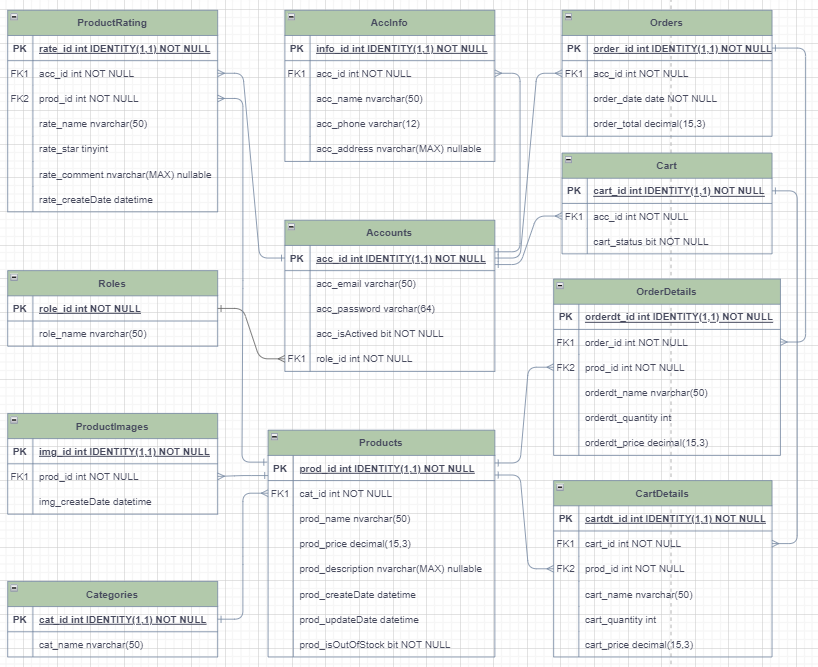 ProductRating
PK rate_id int IDENTITY(1,1) NOT NULL
FK1 acc_id int NOT NULL
FK2 prod_id int NOT NULL
rate_name nvarchar(50)
rate_star tinyint
rate_comment nvarchar(MAX) nullable
rate_createDate datetime
AccInfo
PK info_id int IDENTITY(1,1) NOT NULL
FK1 acc_id int NOT NULL
acc_name nvarchar(50)
acc_phone varchar(12)
acc_address nvarchar(MAX) nullable
Orders
PK order_id int IDENTITY(1,1) NOT NULL
FK1 acc_id int NOT NULL
order_date date NOT NULL
order_total decimal(15,3)
Cart
PK cart_id int IDENTITY(1,1) NOT NULL
FK1 acc_id int NOT NULL
cart_status bit NOT NULL
Accounts
PK acc_id int IDENTITY(1,1) NOT NULL
acc_email varchar(50)
acc_password varchar(64)
acc_isActived bit NOT NULL
FK1 role_id int NOT NULL
Roles
PK role_id int NOT NULL
role_name nvarchar(50)
OrderDetails
PK orderdt_id int IDENTITY(1,1) NOT NULL
FK1 order_id int NOT NULL
FK2 prod_id int NOT NULL
orderdt_name nvarchar(50)
orderdt_quantity int
orderdt_price decimal(15,3)
ProductImages
PK img_id int IDENTITY(1,1) NOT NULL
FK1 prod_id int NOT NULL
img_createDate datetime
Products
PK prod_id int IDENTITY(1,1) NOT NULL
FK1 cat_id int NOT NULL
prod_name nvarchar(50)
prod_price decimal(15,3)
prod_description nvarchar(MAX) nullable
prod_createDate datetime
prod_updateDate datetime
prod_isOutOfStock bit NOT NULL
CartDetails
PK cartdt_id int IDENTITY(1,1) NOT NULL
FK1 cart_id int NOT NULL
FK2 prod_id int NOT NULL
cart_name nvarchar(50)
cart_quantity int
cart_price decimal(15,3)
Categories
PK cat_id int IDENTITY(1,1) NOT NULL
cat_name nvarchar(50)